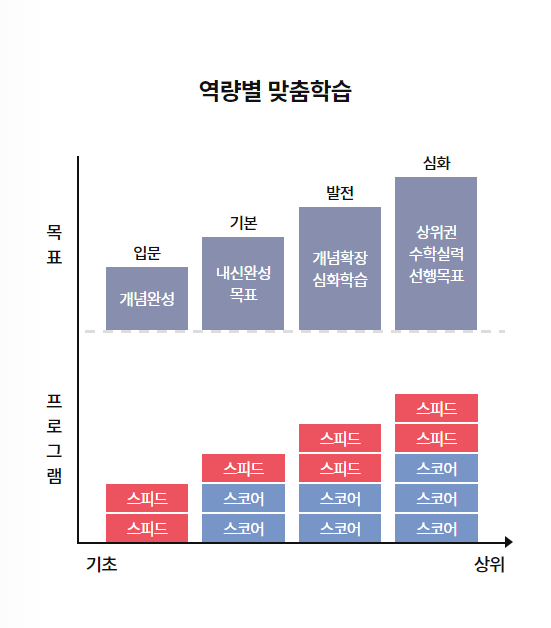 역량별 맞춤학습
목
표
입문
개념완성
기본
내신완성
목표
발전
개념확장
심화학습
심화
상위권
수학실력
선행목표
프
로
그
램
스피드
스피드
스피드
스코어
스코어
스피드
스피드
스코어
스코어
스피드
스피드
스코어
스코어
스코어
기초
상위